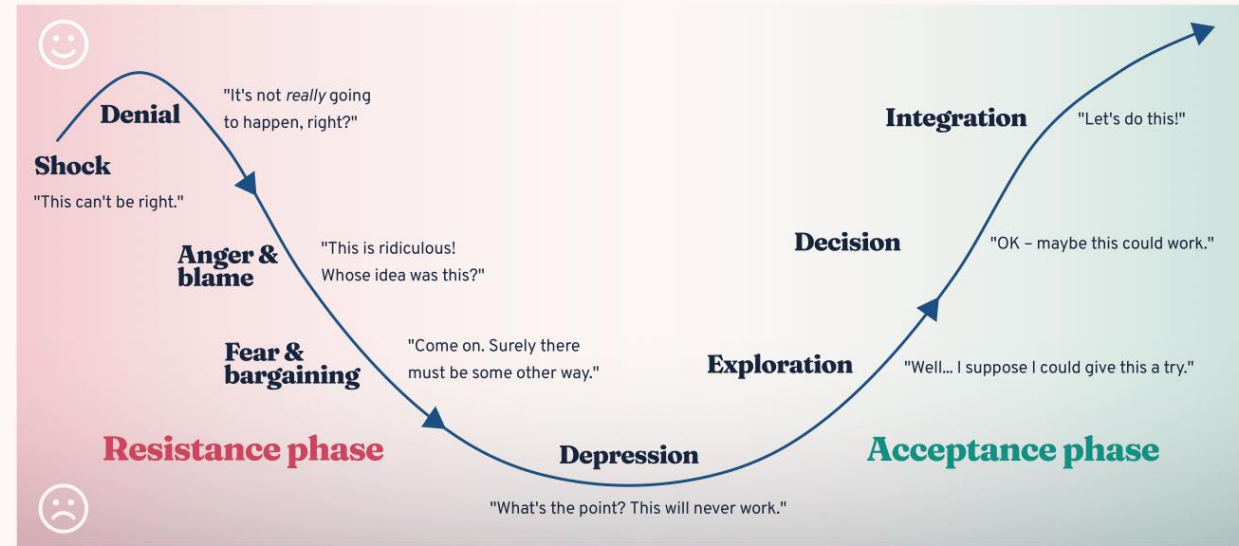 Denial
"It's not really going
to happen, right?"
Shock
"This can't be right."
Anger &
blame
"This is ridiculous!
Whose idea was this?"
Fear &
bargaining
"Come on. Surely there
must be some other way."
Resistance phase
Depression
"What's the point? This will never work."
Integration
"Let's do this!"
Decision
"OK – maybe this could work."
Exploration
"Well... I suppose I could give this a try."
Acceptance phase